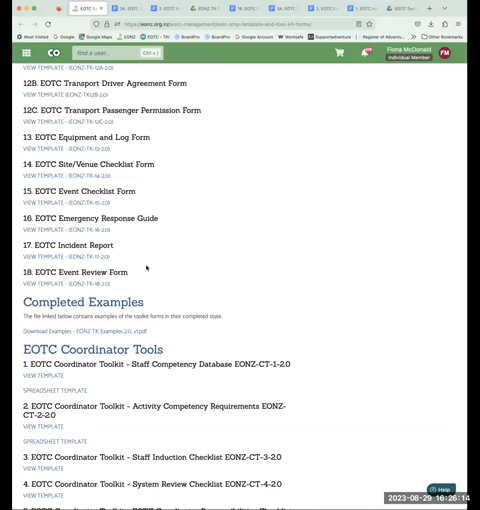 EOTC
https://eonz.org.nz/eotc-management/eotc-smp-template-and-tool-kit-forms/
Most Visited
Google
Google Maps
EONZ
BoardPro
BoardPro
Google Account
Worksafe
Supportadventure
Other Bookmarks
CO
Find a user...
Ctrl + /
Fiona McDonald
Individual Member
FM
VIEW TEMPLATE - (EONZ-TK-12A-2.0)
12B. EOTC Transport Driver Agreement Form
VIEW TEMPLATE (EONZ-TK12B-2.0)
12C. EOTC Transport Passenger Permission Form
VIEW TEMPLATE - (EONZ-TK-12C-2.0)
13. EOTC Equipment and Log Form
VIEW TEMPLATE - (EONZ-TK-13-2.0)
14. EOTC Site/Venue Checklist Form
VIEW TEMPLATE - (EONZ-TK-14-2.0)
15. EOTC Event Checklist Form
VIEW TEMPLATE - (EONZ-TK-15-2.0)
16. EOTC Emergency Response Guide
VIEW TEMPLATE - (EONZ-TK-16-2.0)
17. EOTC Incident Report
VIEW TEMPLATE - (EONZ-TK-17-2.0)
18. EOTC Event Review Form
VIEW TEMPLATE - (EONZ-TK-18-2.0)
Completed Examples
The file linked below contains examples of the toolkit forms in their completed state.
Download Examples - EONZ TK Examples 2.0_v1.pdf
EOTC Coordinator Tools
1. EOTC Coordinator Toolkit - Staff Competency Database EONZ-CT-1-2.0
VIEW TEMPLATE
SPREADSHEET TEMPLATE
2. EOTC Coordinator Toolkit - Activity Competency Requirements EONZ-
CT-2-2.0
VIEW TEMPLATE
SPREADSHEET TEMPLATE
3. EOTC Coordinator Toolkit - Staff Induction Checklist EONZ-CT-3-2.0
VIEW TEMPLATE
4. EOTC Coordinator Toolkit - System Review Checklist EONZ-CT-4-2.0
VIEW TEMPLATE
Help
2023-08-29 16:26:14